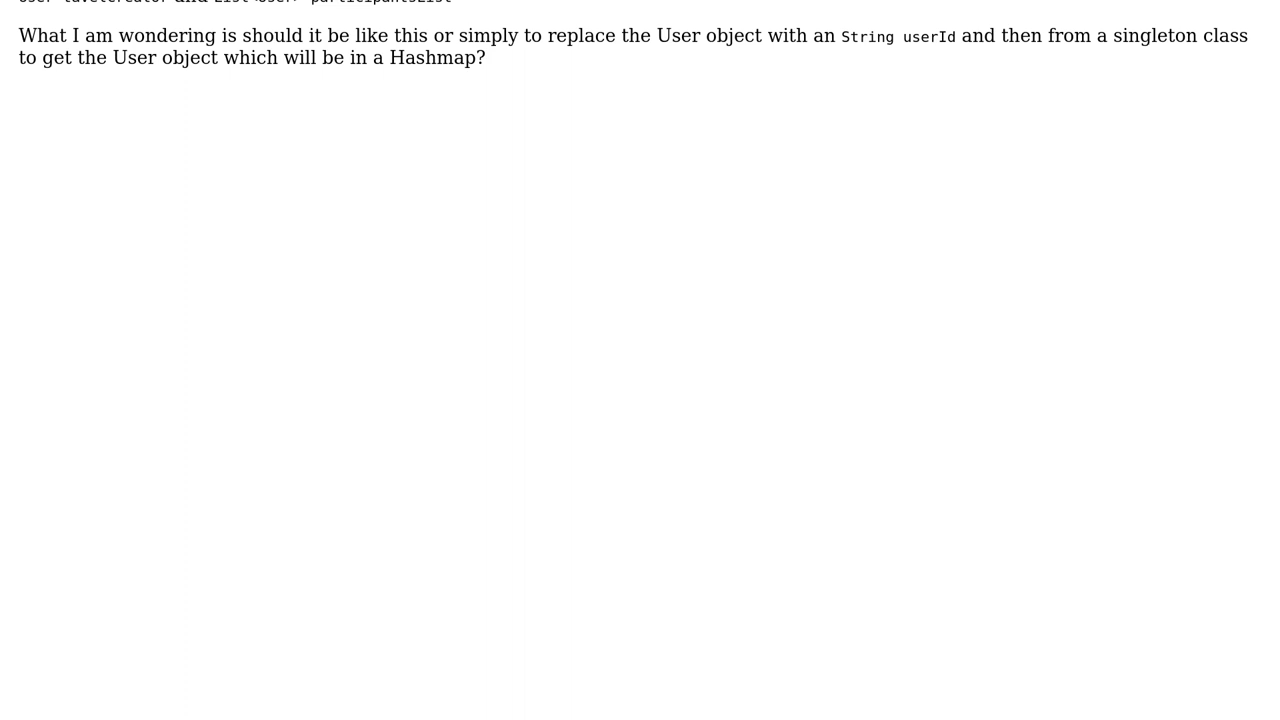 and
What I am wondering is should it be like this or simply to replace the User object with an String userId and then from a singleton class
to get the User object which will be in a Hashmap?